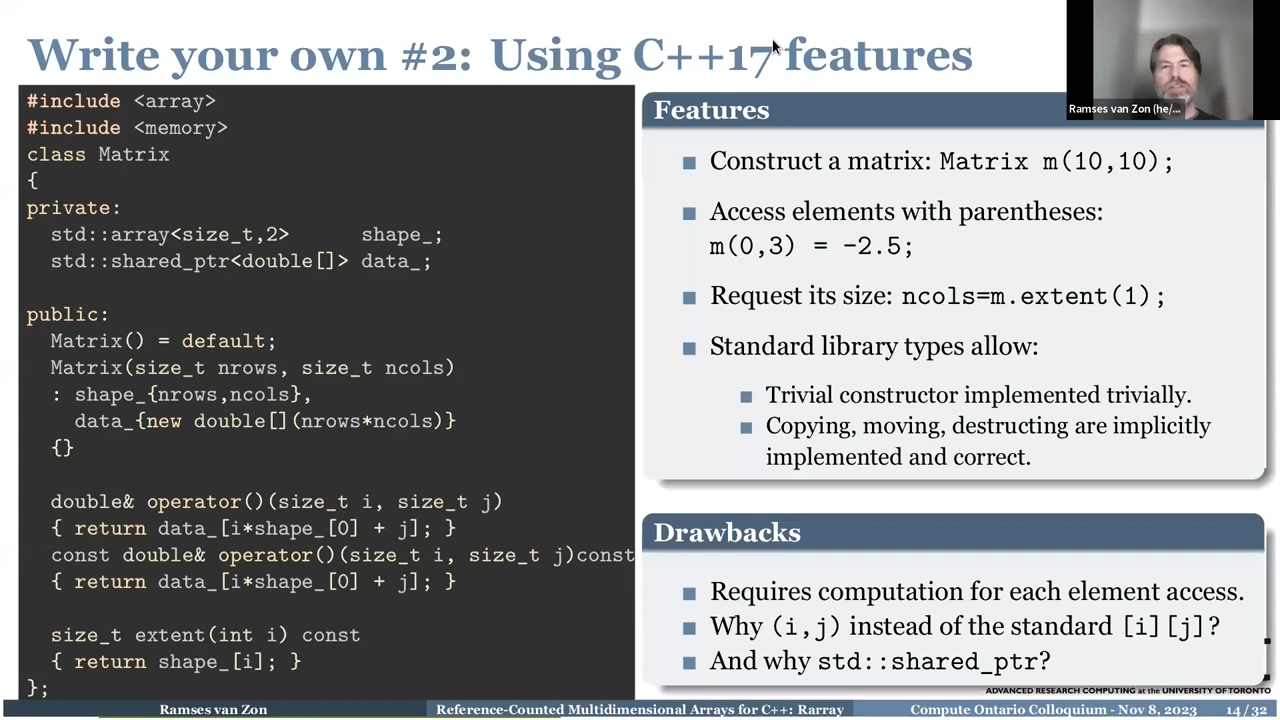 Write your own #2: Using C++17 features
#include <array>
#include <memory>
class Matrix
{
private:
  std::array<size_t,2>      shape_;
  std::shared_ptr<double[]> data_;
public:
  Matrix() = default;
  Matrix(size_t nrows, size_t ncols)
  : shape_{nrows,ncols},
    data_{new double[](nrows*ncols)}
  {}
  double& operator()(size_t i, size_t j)
  { return data_[i*shape_[0] + j]; }
  const double& operator()(size_t i, size_t j)const
  { return data_[i*shape_[0] + j]; }
  size_t extent(int i) const
  { return shape_[i]; }
};
Features
Construct a matrix: Matrix m(10,10);
Access elements with parentheses:
m(0,3) = -2.5;
Request its size: ncols=m.extent(1);
Standard library types allow:
Trivial constructor implemented trivially.
Copying, moving, destructing are implicitly
implemented and correct.
Drawbacks
Requires computation for each element access.
Why (i,j) instead of the standard [i][j]?
And why std::shared_ptr?
Ramses van Zon (he/...
ADVANCED RESEARCH COMPUTING at the UNIVERSITY OF TORONTO
Ramses van Zon
Reference-Counted Multidimensional Arrays for C++: Rarray
Compute Ontario Colloquium - Nov 8, 2023
14 / 32